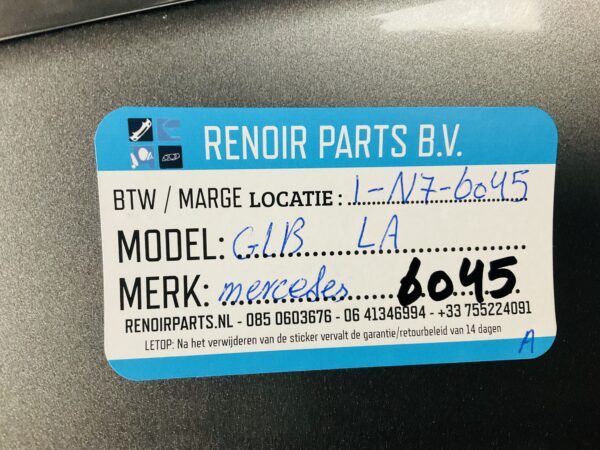 RENOIR PARTS B.V.
BTW / MARGE LOCATIE : 1-N7-6045
MODEL: GLB LA
MERK: mercedes 6045
RENOIRPARTS.NL - 085 0603676 - 06 41346994 - +33 755224091
LETOP: Na het verwijderen van de sticker vervalt de garantie/retourbeleid van 14 dagen
A